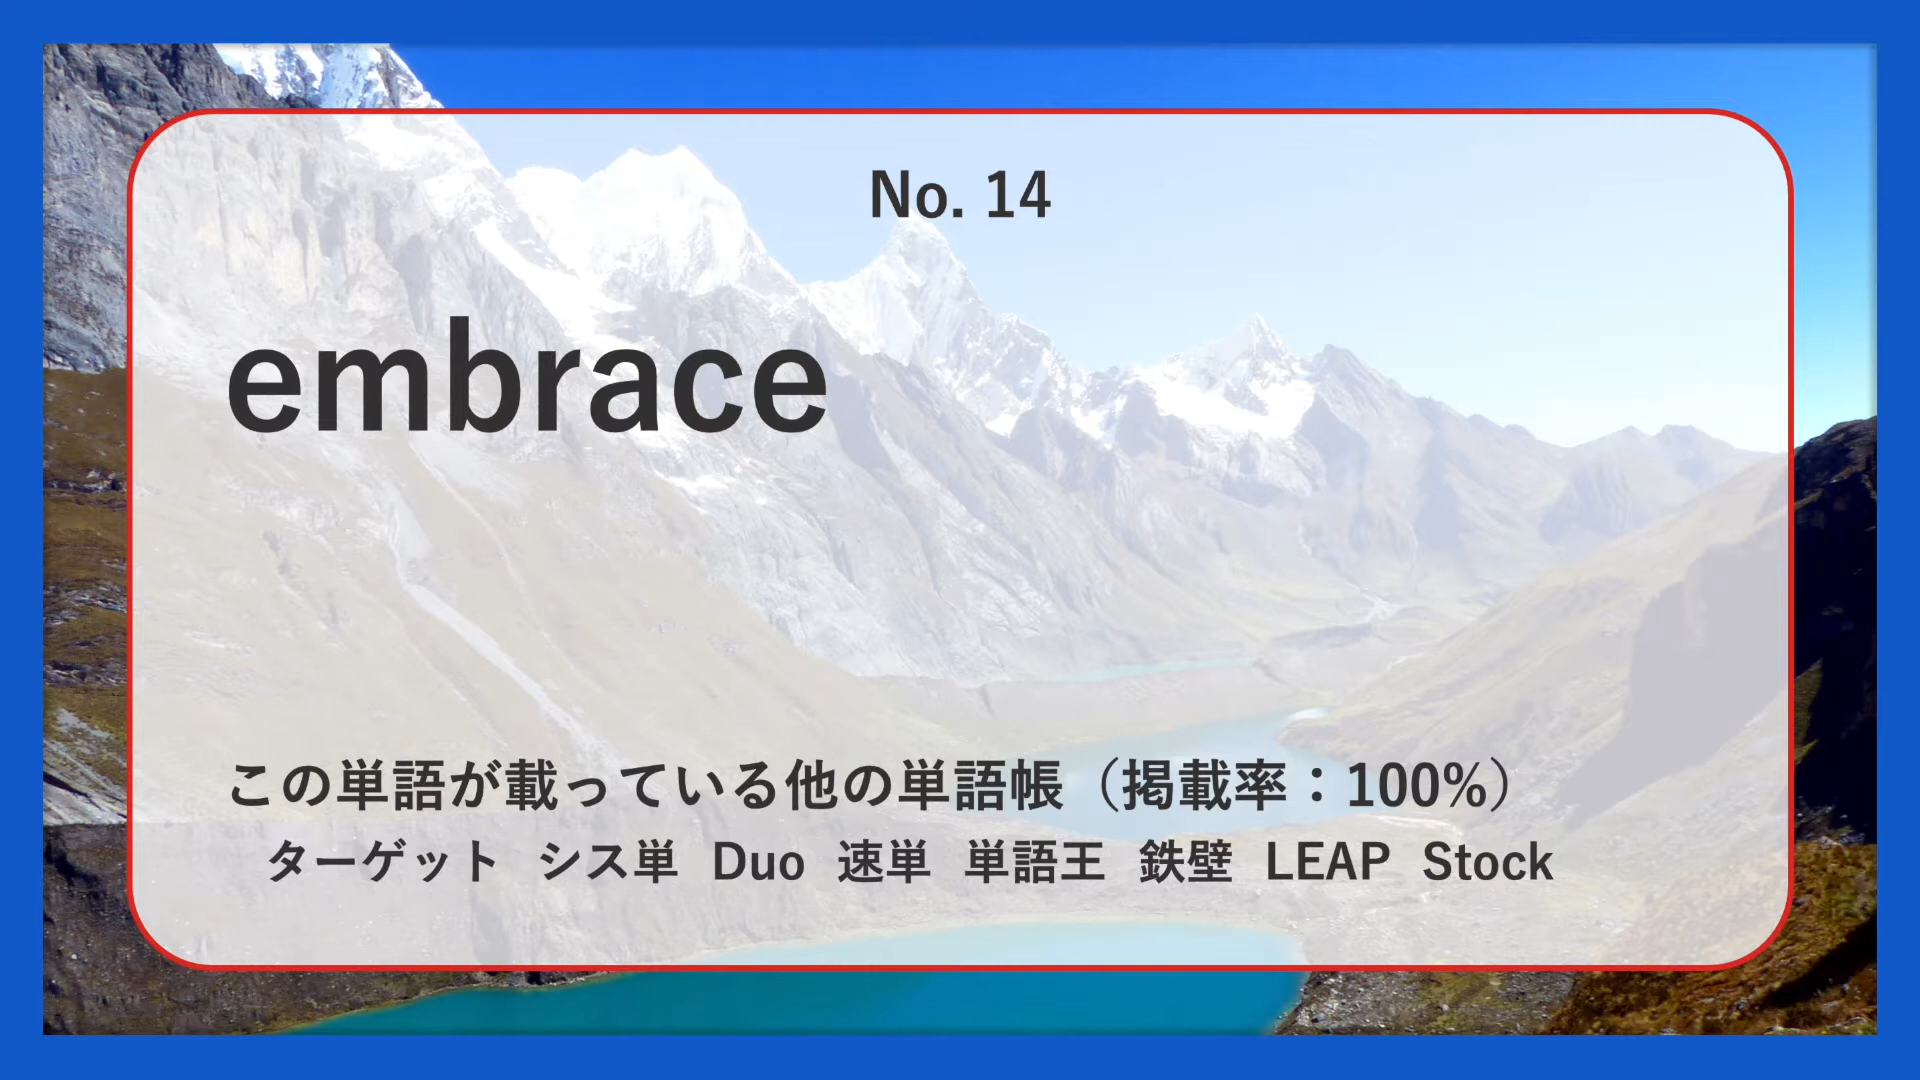 No. 14
embrace
この単語が載っている他の単語帳（掲載率：100%）
ターゲット シス単 Duo 速単 単語王 鉄壁 LEAP Stock